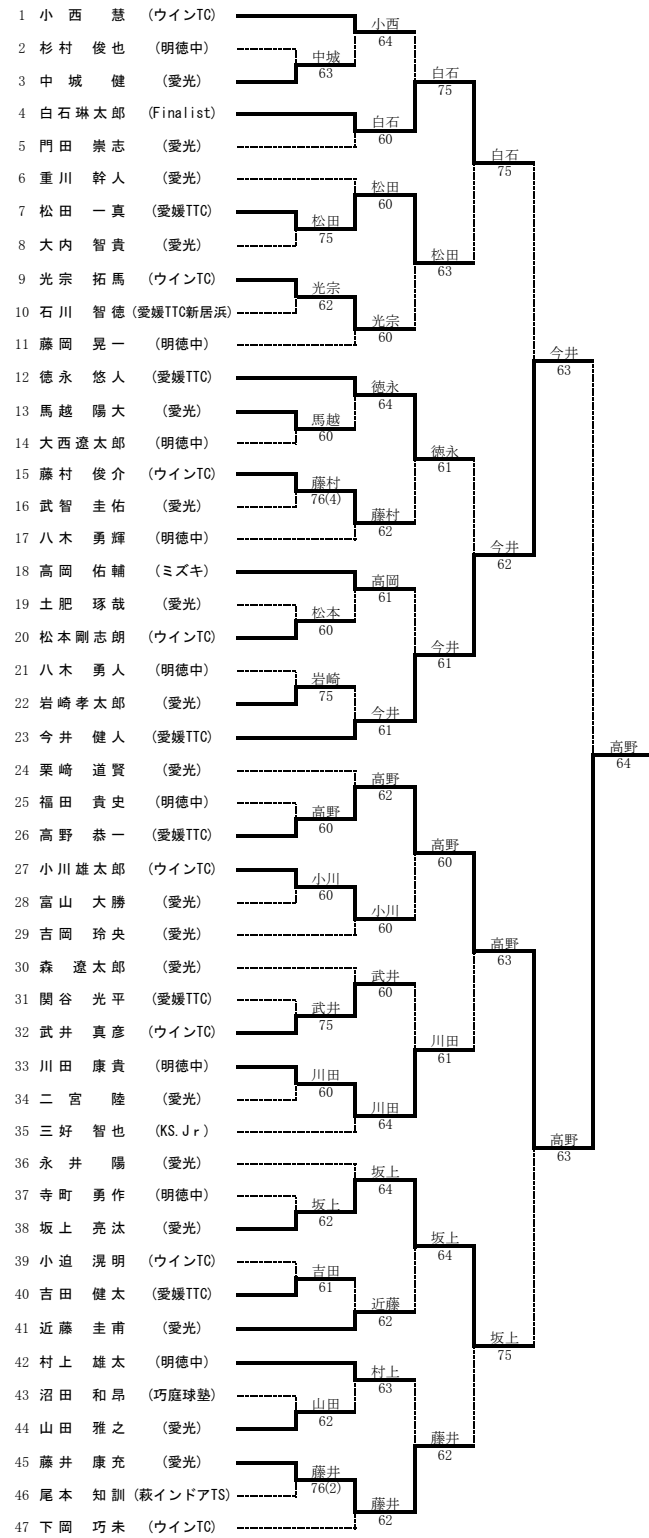 1 小西 慧 (ウインTC)
2 杉村 俊也 (明徳中)
3 中城 健 (愛光)
4 白石琳太郎 (Finalist)
5 門田 崇志 (愛光)
6 重川 幹人 (愛光)
7 松田 一真 (愛媛TTC)
8 大内 智貴 (愛光)
9 光宗 拓馬 (ウインTC)
10 石川 智徳 (愛媛TTC新居浜)
11 藤岡 晃一 (明徳中)
12 徳永 悠人 (愛媛TTC)
13 馬越 陽大 (愛光)
14 大西遼太郎 (明徳中)
15 藤村 俊介 (ウインTC)
16 武智 圭佑 (愛光)
17 八木 勇輝 (明徳中)
18 高岡 佑輔 (ミズキ)
19 土肥 琢哉 (愛光)
20 松本剛志朗 (ウインTC)
21 八木 勇人 (明徳中)
22 岩崎孝太郎 (愛光)
23 今井 健人 (愛媛TTC)
24 栗﨑 道賢 (愛光)
25 福田 貴史 (明徳中)
26 高野 恭一 (愛媛TTC)
27 小川雄太郎 (ウインTC)
28 富山 大勝 (愛光)
29 吉岡 玲央 (愛光)
30 森 遼太郎 (愛光)
31 関谷 光平 (愛媛TTC)
32 武井 真彦 (ウインTC)
33 川田 康貴 (明徳中)
34 二宮 陸 (愛光)
35 三好 智也 (KS.Jr)
36 永井 陽 (愛光)
37 寺町 勇作 (明徳中)
38 坂上 亮汰 (愛光)
39 小迫 滉明 (ウインTC)
40 吉田 健太 (愛媛TTC)
41 近藤 圭甫 (愛光)
42 村上 雄太 (明徳中)
43 沼田 和昂 (巧庭球塾)
44 山田 雅之 (愛光)
45 藤井 康充 (愛光)
46 尾本 知訓 (萩インドアTS)
47 下岡 巧未 (ウインTC)
中城
63
松田
75
光宗
62
馬越
60
藤村
76(4)
松本
60
岩崎
75
高野
60
小川
60
武井
75
川田
60
坂上
62
吉田
61
山田
62
藤井
76(2)
小西
64
白石
60
松田
60
光宗
60
徳永
64
藤村
62
高岡
61
今井
61
高野
62
小川
60
武井
60
川田
64
坂上
64
近藤
62
村上
63
藤井
62
白石
75
松田
63
徳永
61
今井
61
高野
60
川田
61
坂上
64
藤井
62
白石
75
今井
62
高野
63
坂上
75
今井
63
高野
63
高野
64